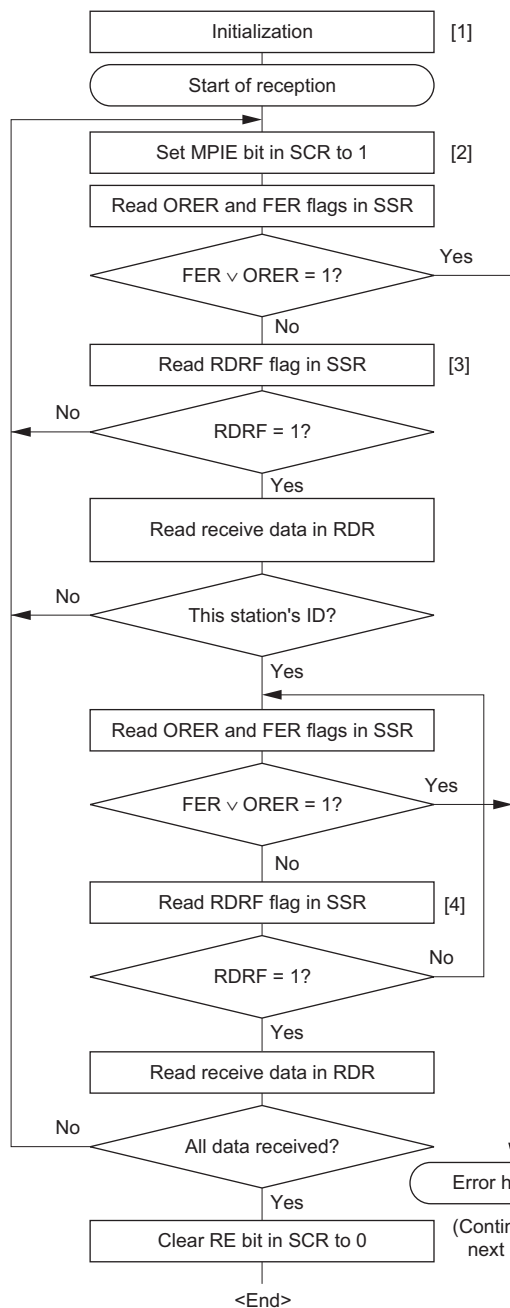 Initialization [1]
Start of reception
Set MPIE bit in SCR to 1 [2]
Read ORER and FER flags in SSR
FER ∨ ORER = 1? Yes
No
Read RDRF flag in SSR [3]
No
RDRF = 1?
Yes
Read receive data in RDR
No
This station's ID?
Yes
Read ORER and FER flags in SSR
FER ∨ ORER = 1? Yes
No
Read RDRF flag in SSR [4]
RDRF = 1? No
Yes
Read receive data in RDR
No
All data received?
Yes
Error
Clear RE bit in SCR to 0
next
<End>